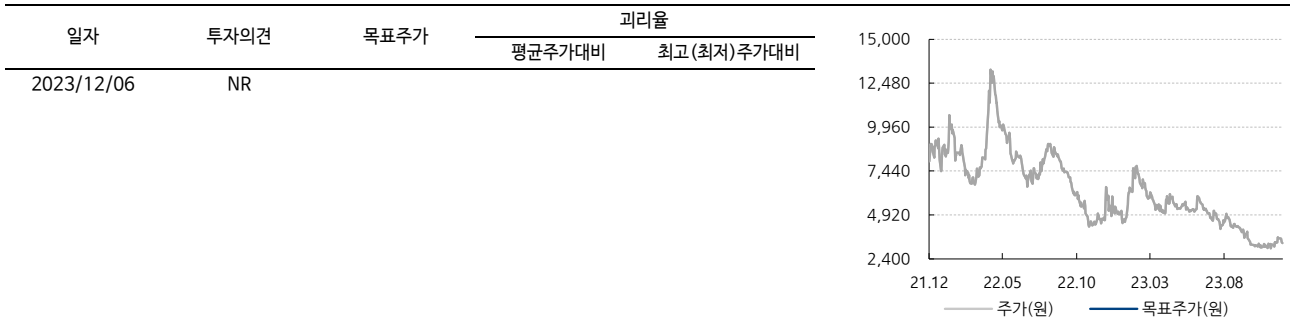 일자 투자의견 목표주가 괴리율
평균주가대비 최고(최저)주가대비
2023/12/06 NR
15,000
12,480
9,960
7,440
4,920
2,400
21.12 22.05 22.10 23.03 23.08
주가(원) 목표주가(원)